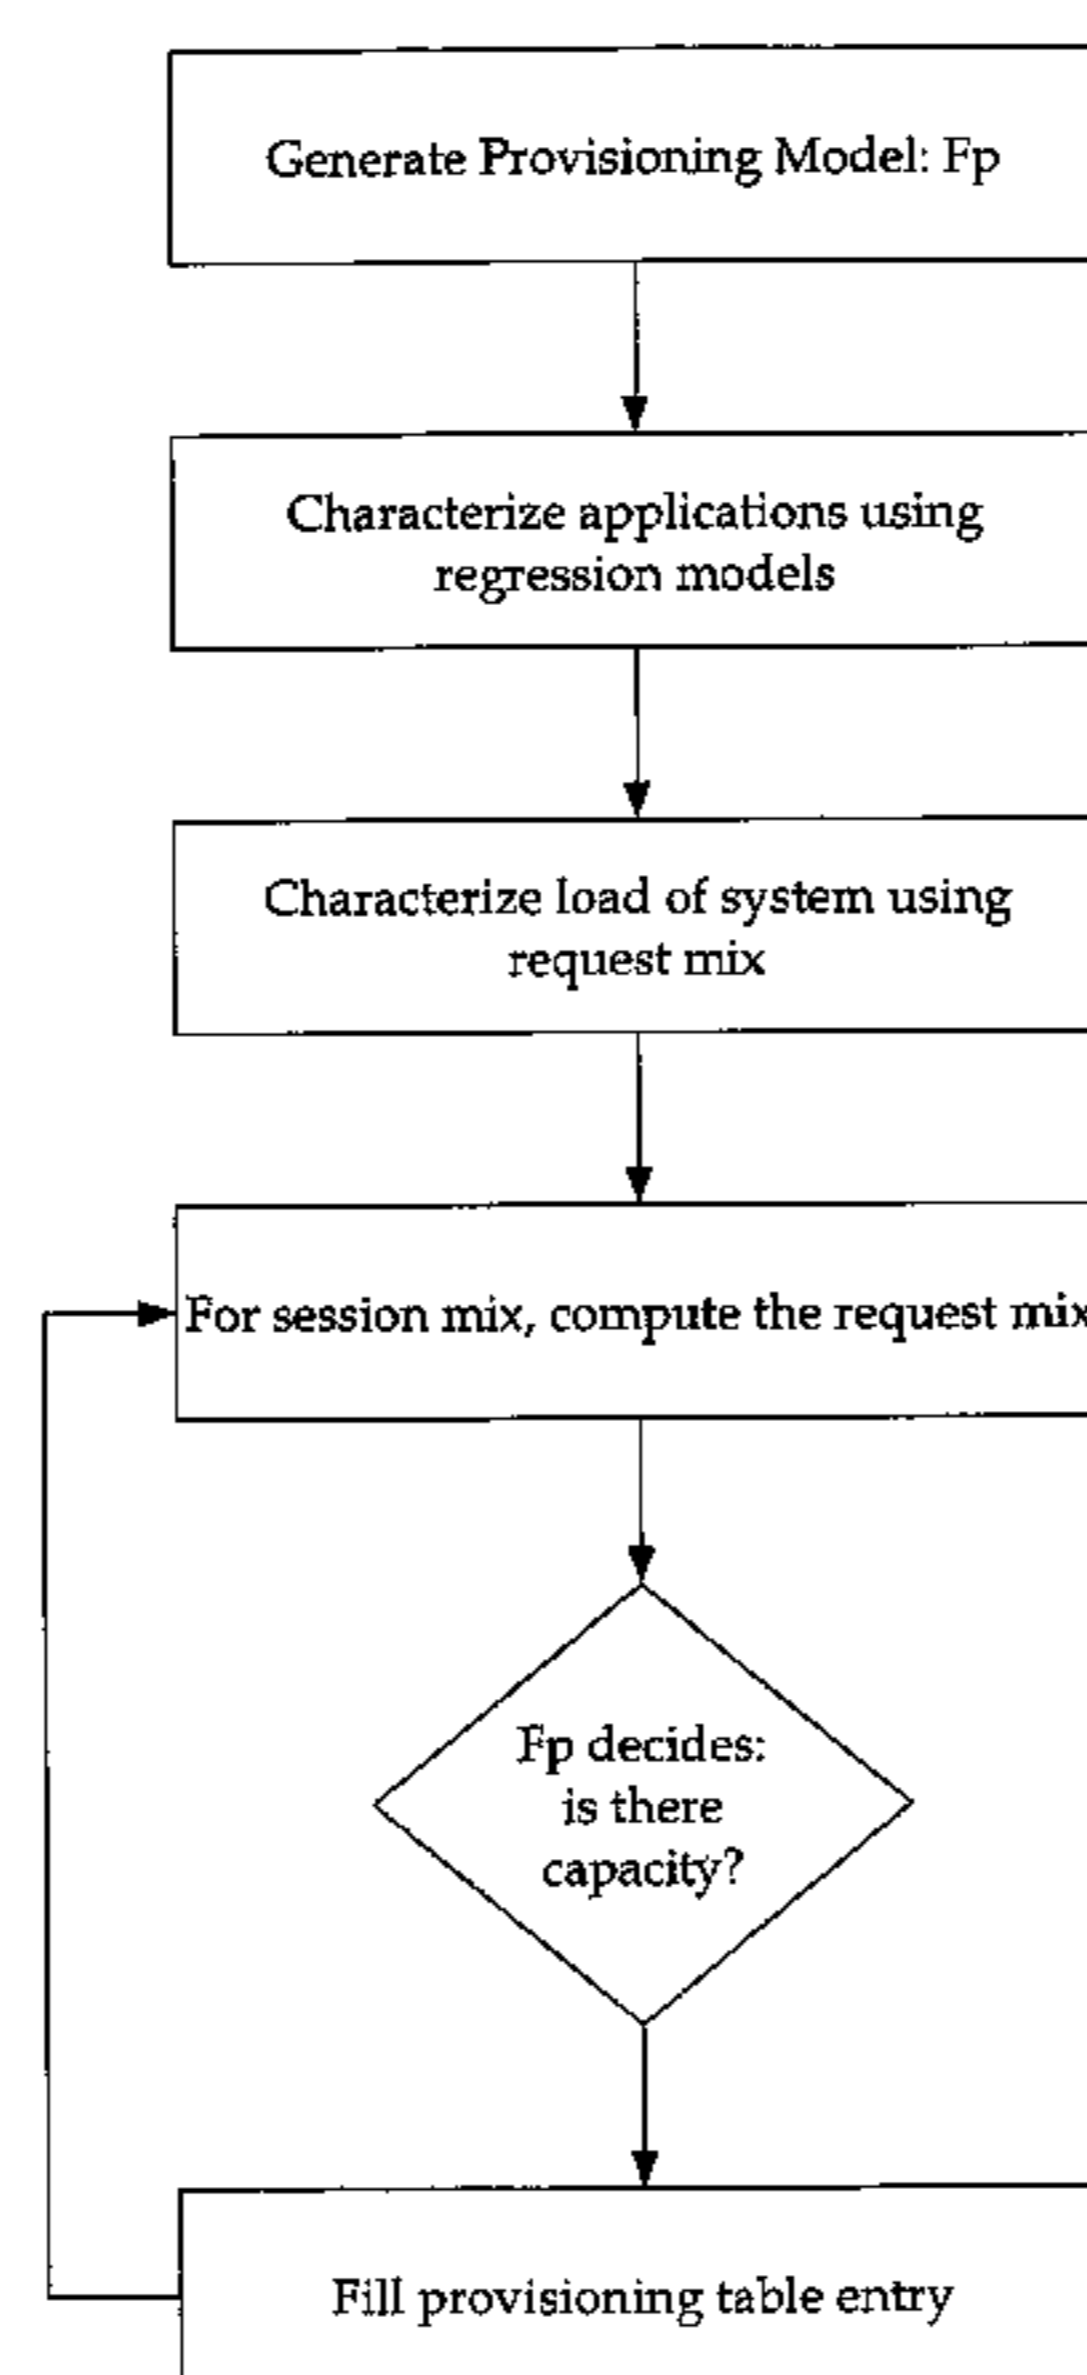 Generate Provisioning Model: Fp
Characterize applications using
regression models
Characterize load of system using
request mix
For session mix, compute the request mix
Fp decides:
is there
capacity?
Fill provisioning table entry